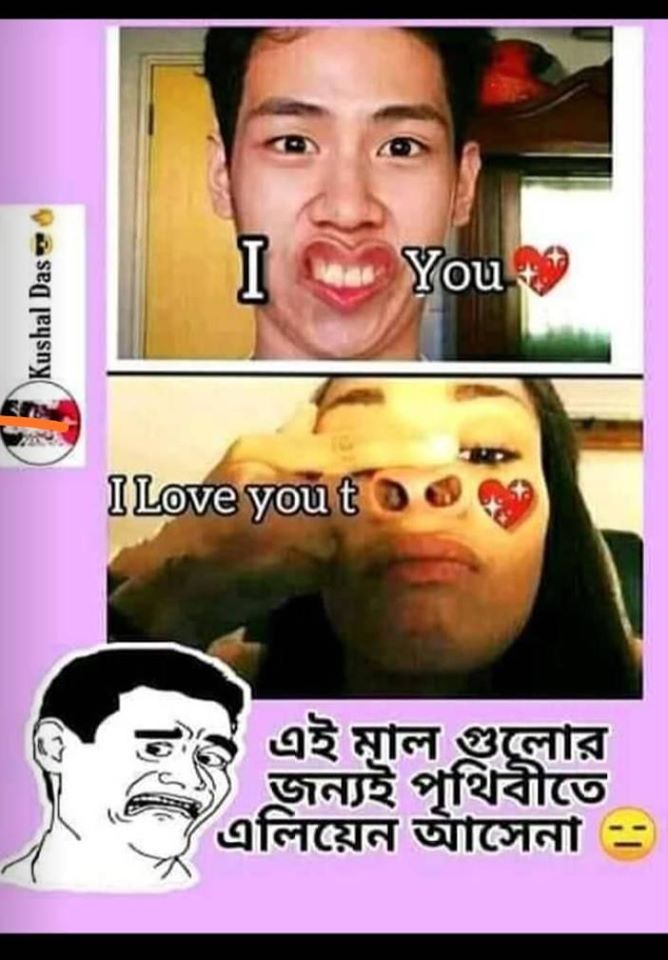 I You
I Love you t
Kushal Das
এই মাল গুলোর
জন্যই পৃথিবীতে
এলিয়েন আসেনা